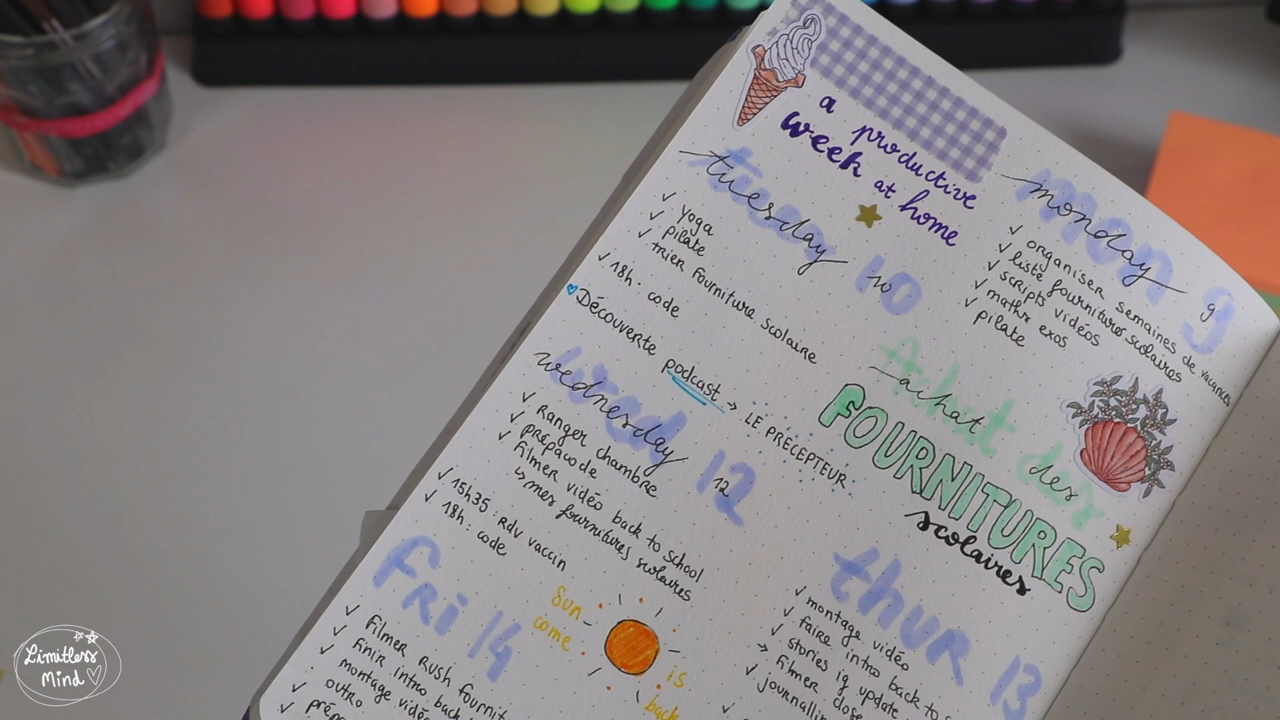 a productive
week at home
monday 9
✓ organiser semaines de vacances
✓ liste fournitures scolaires
✓ scripts vidéos
✓ maths exos
✓ pilate
tuesday 10
✓ Yoga
✓ pilate
✓ trier fourniture scolaire
✓ 18h. code
Découverte podcast → LE PRÉCEPTEUR
achat des
FOURNITURES
scolaires
wednesday 12
✓ Ranger chambre
✓ prépacode
✓ Filmer vidéo back to school
↳ mes fournitures scolaires
✓ 15h35 : rdv vaccin
✓ 18h : code
thur 13
✓ montage vidéo
✓ faire intro back to
✓ stories ig update
→ filmer dose
✓ journalling
Fri 14
✓ Filmer Rush
✓ finir intro back
✓ montage vidéo
outro
Sun come is back
Limitless
Mind ♡